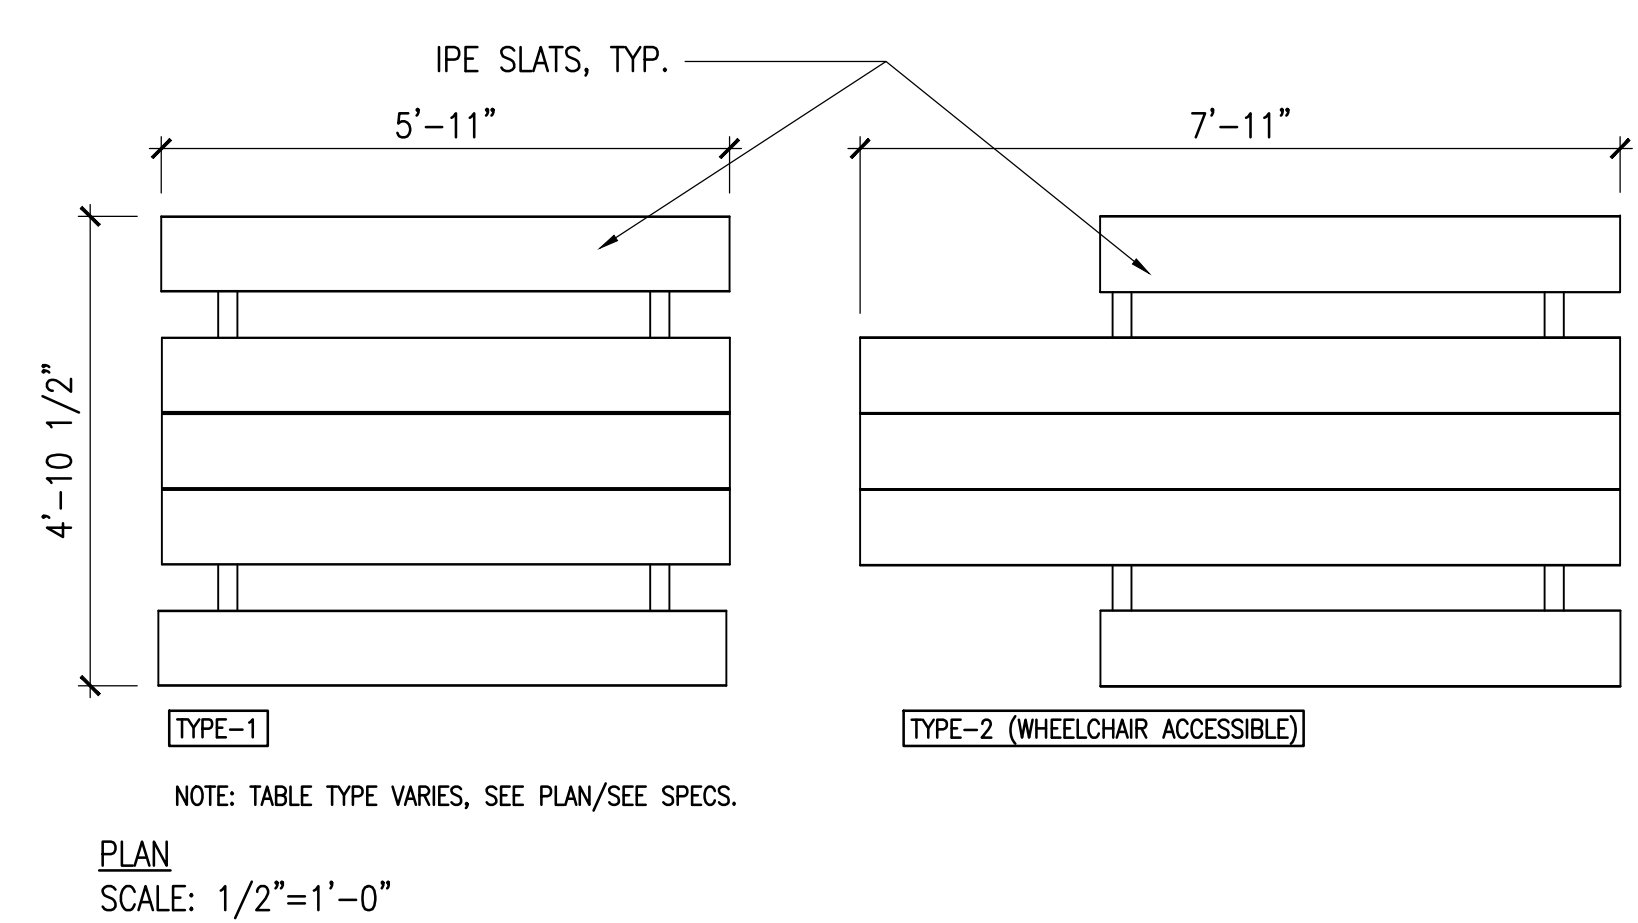 IPE SLATS, TYP.
5'-11"
7'-11"
4'-10 1/2"
TYPE-1
TYPE-2 (WHEELCHAIR ACCESSIBLE)
NOTE: TABLE TYPE VARIES, SEE PLAN/SEE SPECS.
PLAN
SCALE: 1/2"=1'-0"